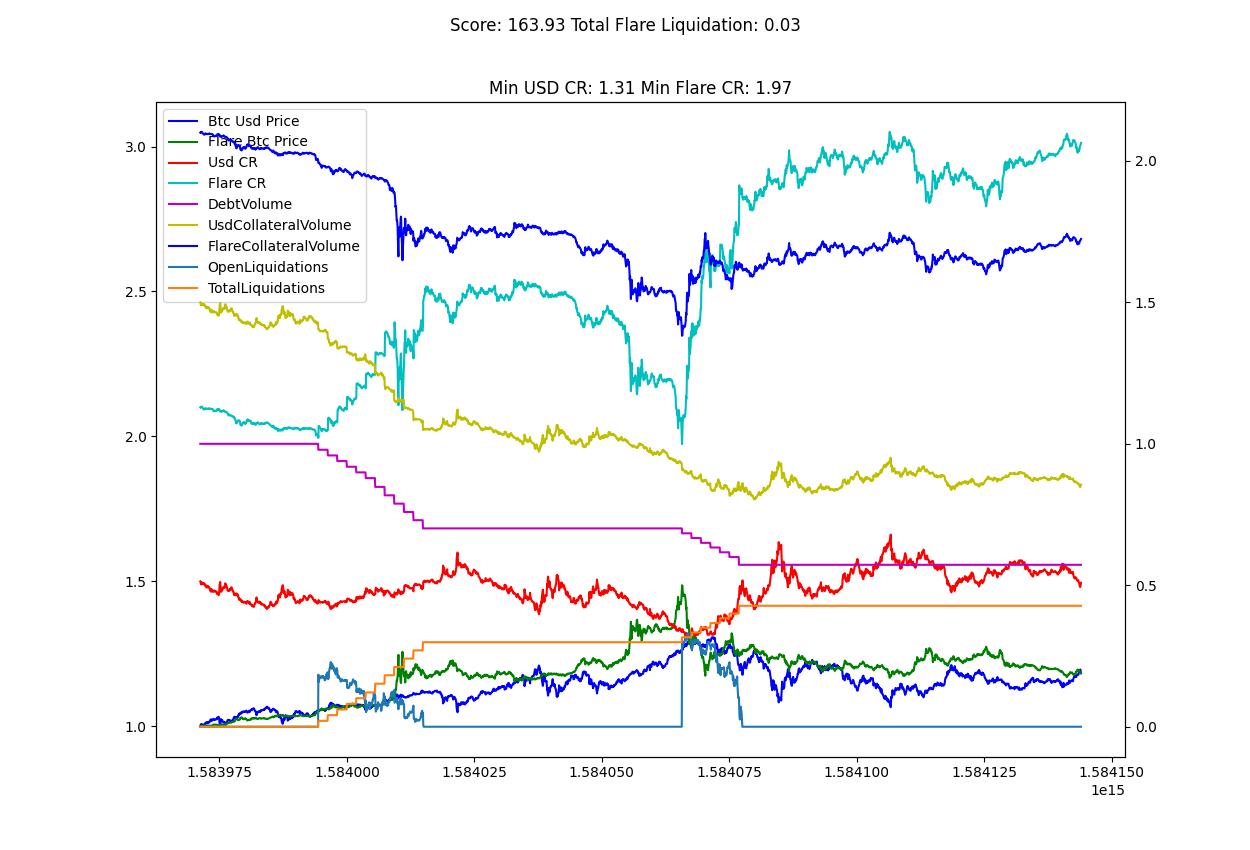 Score: 163.93 Total Flare Liquidation: 0.03
Min USD CR: 1.31 Min Flare CR: 1.97
Btc Usd Price
Flare Btc Price
Usd CR
Flare CR
DebtVolume
UsdCollateralVolume
FlareCollateralVolume
OpenLiquidations
TotalLiquidations
3.0
2.5
2.0
1.5
1.0
2.0
1.5
1.0
0.5
0.0
1.583975 1.584000 1.584025 1.584050 1.584075 1.584100 1.584125 1.584150
1e15